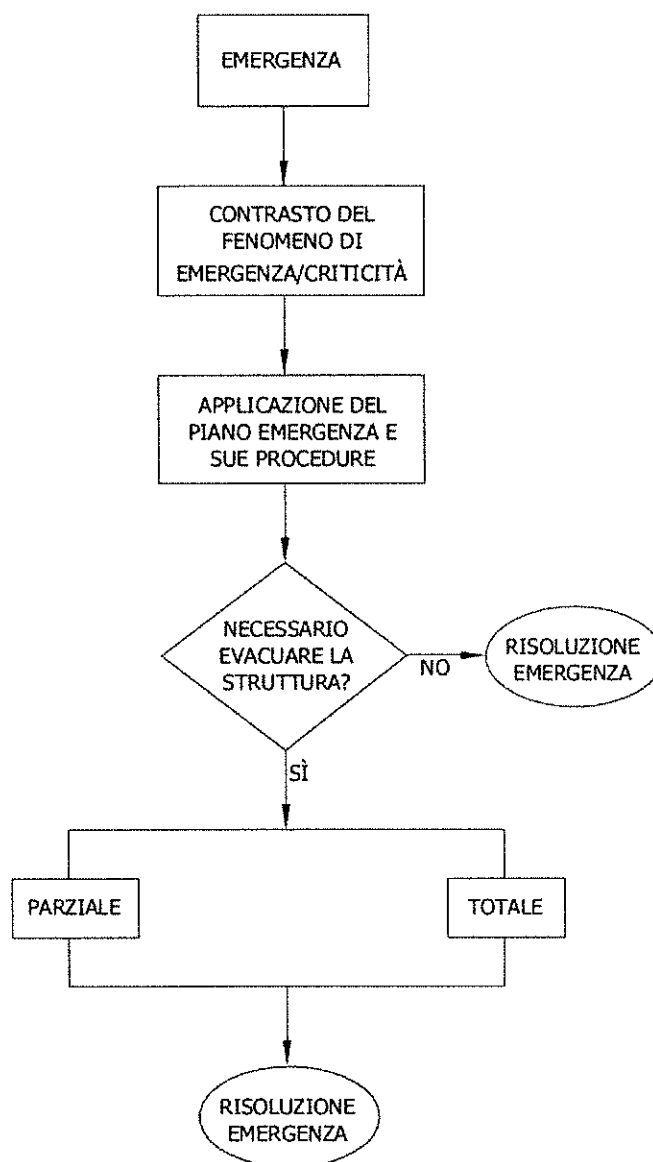 EMERGENZA
CONTRASTO DEL
FENOMENO DI
EMERGENZA/CRITICITÀ
APPLICAZIONE DEL
PIANO EMERGENZA E
SUE PROCEDURE
NECESSARIO
EVACUARE LA
STRUTTURA?
NO
RISOLUZIONE
EMERGENZA
SÌ
PARZIALE
TOTALE
RISOLUZIONE
EMERGENZA